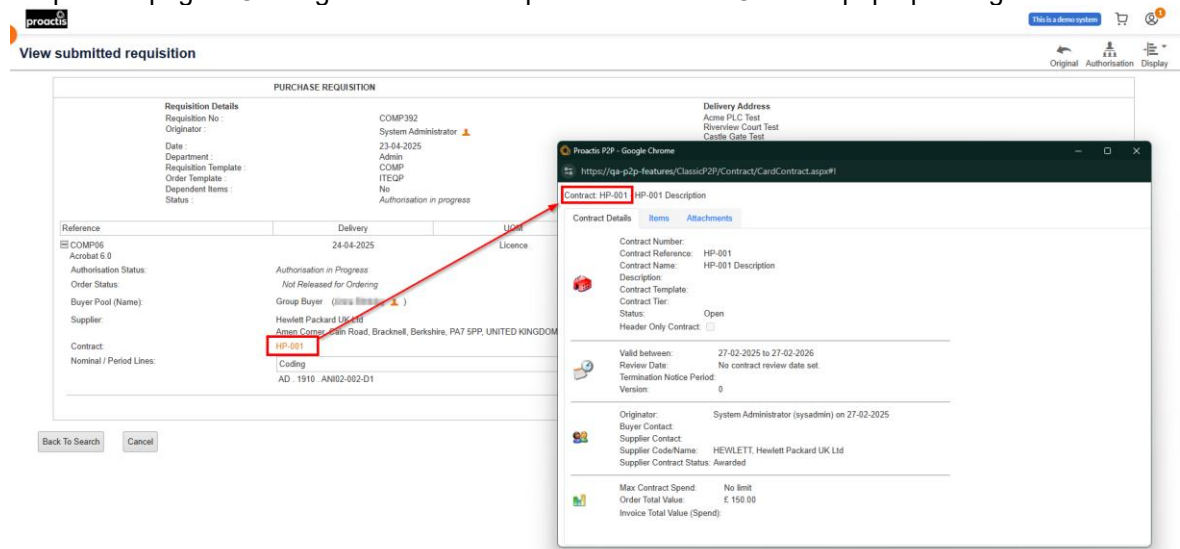 proactis
This is a demo system
1
View submitted requisition
Original Authorisation Display
PURCHASE REQUISITION
Requisition Details
Requisition No : COMP392
Originator : System Administrator
Date : 23-04-2025
Department : Admin
Requisition Template : COMP
Order Template : ITEQP
Dependent Items : No
Status : Authorisation in progress
Delivery Address
Acme PLC Test
Riverview Court Test
Castle Gate Test
Reference Delivery UOM
COMP06 24-04-2025 Licence
Acrobat 6.0
Authorisation Status: Authorisation in Progress
Order Status: Not Released for Ordering
Buyer Pool (Name): Group Buyer ( )
Supplier: Hewlett Packard UK Ltd
Amen Corner, Cain Road, Bracknell, Berkshire, PA7 5PP, UNITED KINGDOM
Contract: HP-001
Nominal / Period Lines: Coding
AD . 1910 . ANI02-002-D1
Back To Search Cancel
Proactis P2P - Google Chrome
https://qa-p2p-features/ClassicP2P/Contract/CardContract.aspx#!
Contract: HP-001 HP-001 Description
Contract Details Items Attachments
Contract Number:
Contract Reference: HP-001
Contract Name: HP-001 Description
Description:
Contract Template:
Contract Tier:
Status: Open
Header Only Contract:
Valid between: 27-02-2025 to 27-02-2026
Review Date: No contract review date set.
Termination Notice Period:
Version: 0
Originator: System Administrator (sysadmin) on 27-02-2025
Buyer Contact:
Supplier Contact:
Supplier Code/Name: HEWLETT, Hewlett Packard UK Ltd
Supplier Contract Status: Awarded
Max Contract Spend: No limit
Order Total Value: £ 150.00
Invoice Total Value (Spend):